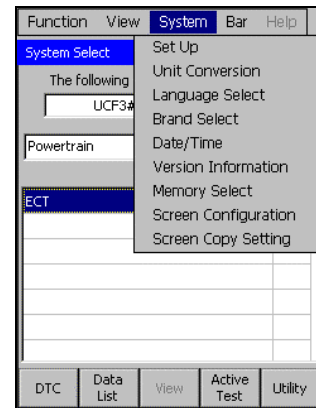 Function View System Bar Help
System Select
The following
UCF3#
Powertrain
ECT
Set Up
Unit Conversion
Language Select
Brand Select
Date/Time
Version Information
Memory Select
Screen Configuration
Screen Copy Setting
DTC Data List View Active Test Utility